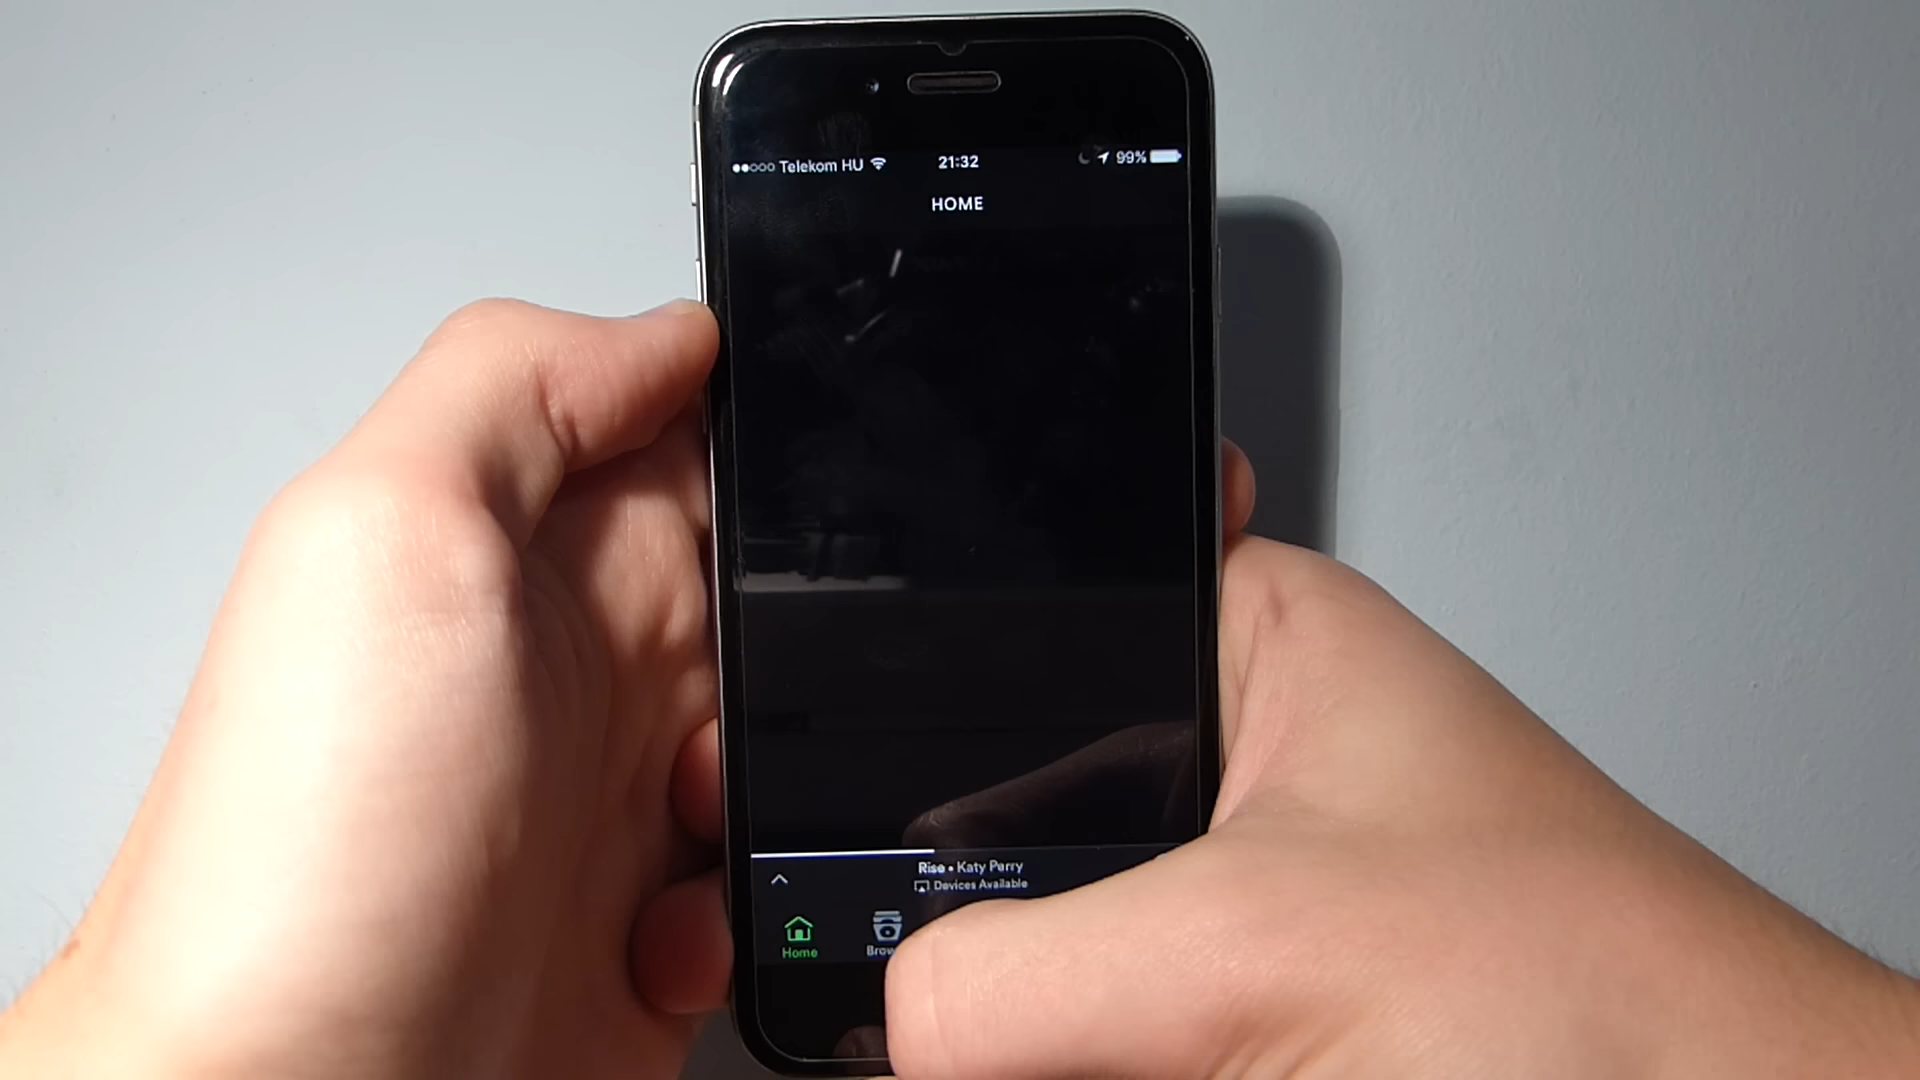 Telekom HU 21:32 99%
HOME
Rise • Katy Perry
Devices Available
Home